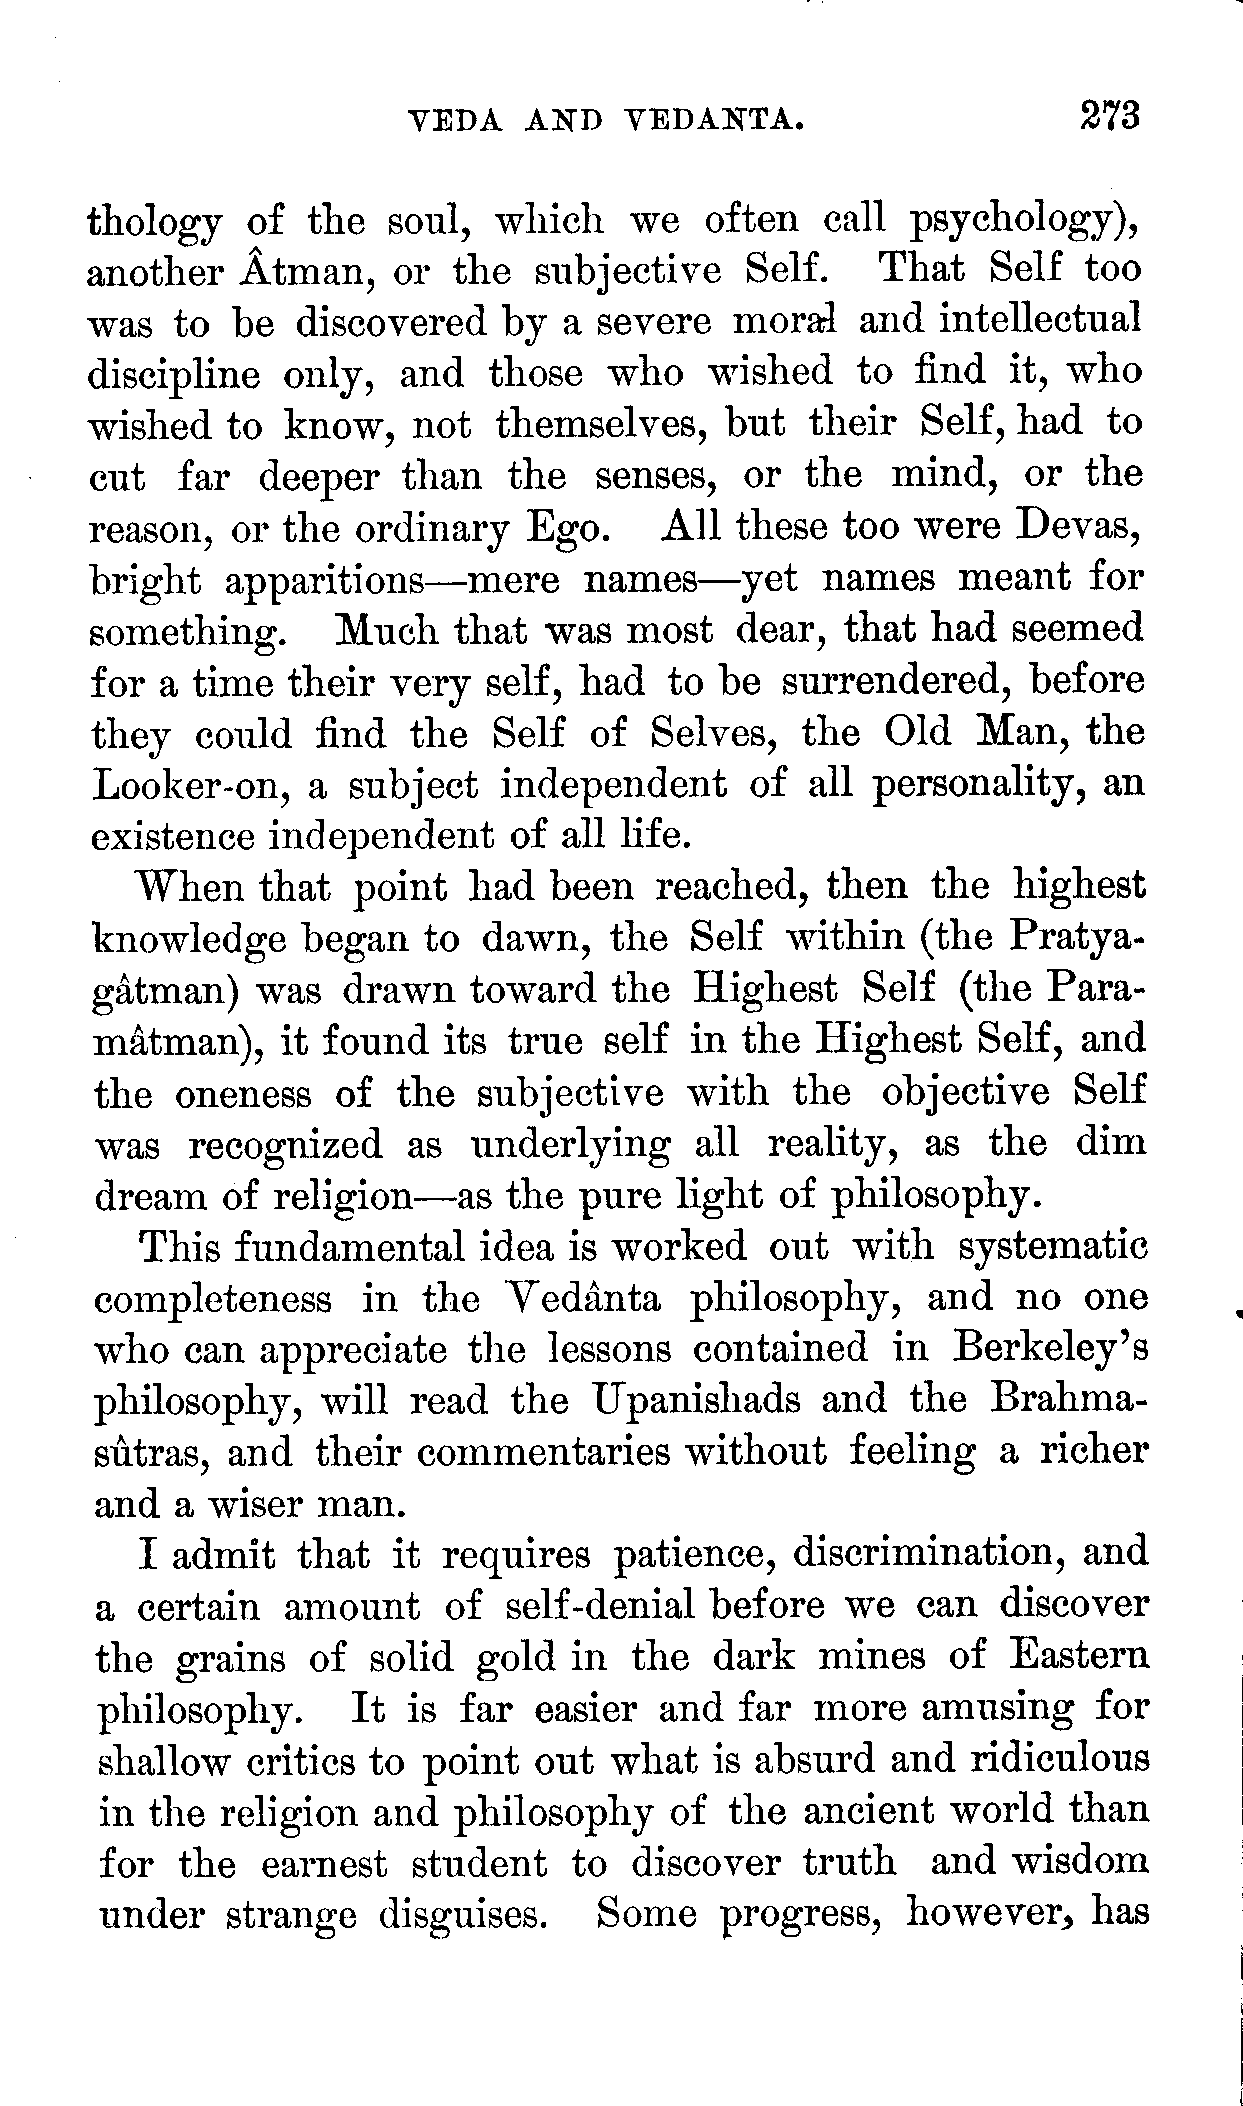 VEDA AND VEDANTA. 273
thology of the soul, which we often call psychology),
another Âtman, or the subjective Self. That Self too
was to be discovered by a severe moral and intellectual
discipline only, and those who wished to find it, who
wished to know, not themselves, but their Self, had to
cut far deeper than the senses, or the mind, or the
reason, or the ordinary Ego. All these too were Devas,
bright apparitions—mere names—yet names meant for
something. Much that was most dear, that had seemed
for a time their very self, had to be surrendered, before
they could find the Self of Selves, the Old Man, the
Looker-on, a subject independent of all personality, an
existence independent of all life.
When that point had been reached, then the highest
knowledge began to dawn, the Self within (the Pratya-
gâtman) was drawn toward the Highest Self (the Para-
mâtman), it found its true self in the Highest Self, and
the oneness of the subjective with the objective Self
was recognized as underlying all reality, as the dim
dream of religion—as the pure light of philosophy.
This fundamental idea is worked out with systematic
completeness in the Vedânta philosophy, and no one
who can appreciate the lessons contained in Berkeley's
philosophy, will read the Upanishads and the Brahma-
sûtras, and their commentaries without feeling a richer
and a wiser man.
I admit that it requires patience, discrimination, and
a certain amount of self-denial before we can discover
the grains of solid gold in the dark mines of Eastern
philosophy. It is far easier and far more amusing for
shallow critics to point out what is absurd and ridiculous
in the religion and philosophy of the ancient world than
for the earnest student to discover truth and wisdom
under strange disguises. Some progress, however, has